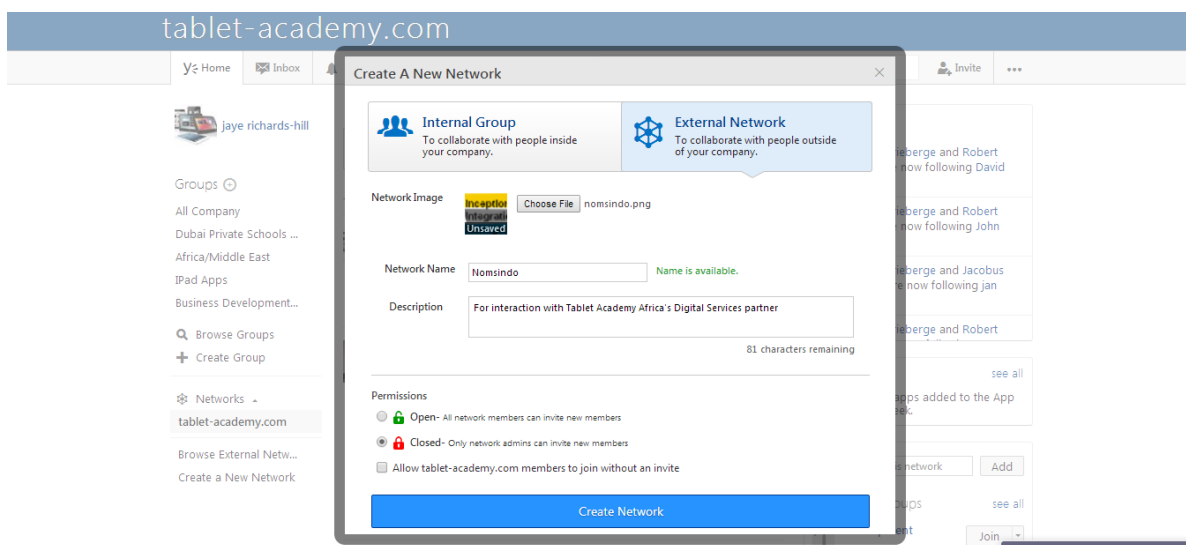 tablet-academy.com
Home
Inbox
Invite
jaye richards-hill
Groups
All Company
Dubai Private Schools ...
Africa/Middle East
IPad Apps
Business Development...
Browse Groups
Create Group
Networks
tablet-academy.com
Browse External Netw...
Create a New Network
Create A New Network
Internal Group
To collaborate with people inside
your company.
External Network
To collaborate with people outside
of your company.
Network Image
Inception
Unsaved
Choose File nomsindo.png
Network Name
Nomsindo
Name is available.
Description
For interaction with Tablet Academy Africa's Digital Services partner
81 characters remaining
Permissions
Open- All network members can invite new members
Closed- Only network admins can invite new members
Allow tablet-academy.com members to join without an invite
Create Network
ieberge and Robert
now following David
ieberge and Robert
now following John
ieberge and Jacobus
e now following jan
ieberge and Robert
see all
apps added to the App
eek.
network
Add
see all
Join